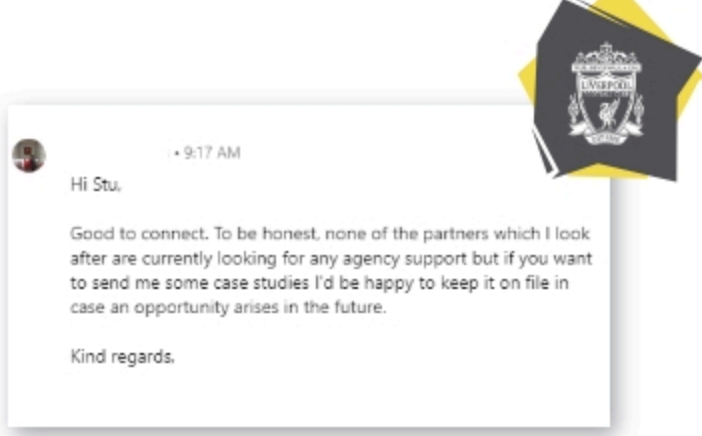 LIVERPOOL
• 9:17 AM
Hi Stu,
Good to connect. To be honest, none of the partners which I look
after are currently looking for any agency support but if you want
to send me some case studies I'd be happy to keep it on file in
case an opportunity arises in the future.
Kind regards,